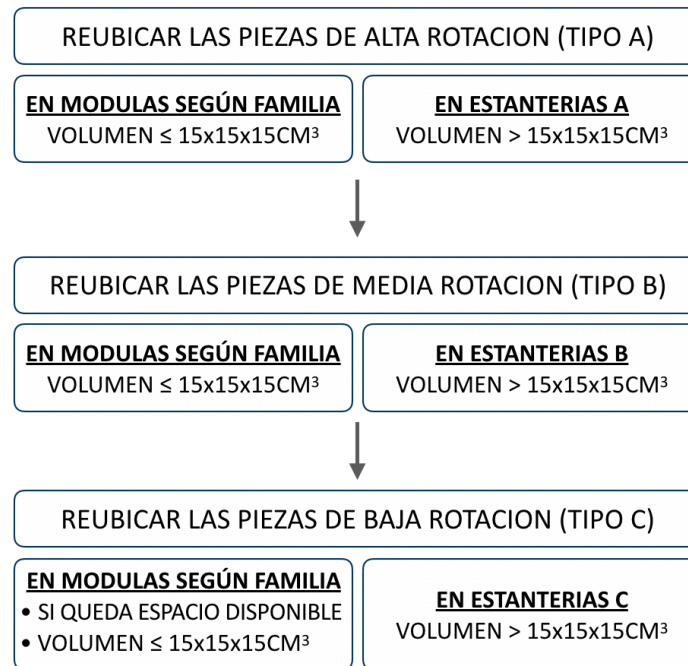 REUBICAR LAS PIEZAS DE ALTA ROTACION (TIPO A)
EN MODULAS SEGÚN FAMILIA
VOLUMEN ≤ 15x15x15CM³
EN ESTANTERIAS A
VOLUMEN > 15x15x15CM³
REUBICAR LAS PIEZAS DE MEDIA ROTACION (TIPO B)
EN MODULAS SEGÚN FAMILIA
VOLUMEN ≤ 15x15x15CM³
EN ESTANTERIAS B
VOLUMEN > 15x15x15CM³
REUBICAR LAS PIEZAS DE BAJA ROTACION (TIPO C)
EN MODULAS SEGÚN FAMILIA
• SI QUEDA ESPACIO DISPONIBLE
• VOLUMEN ≤ 15x15x15CM³
EN ESTANTERIAS C
VOLUMEN > 15x15x15CM³